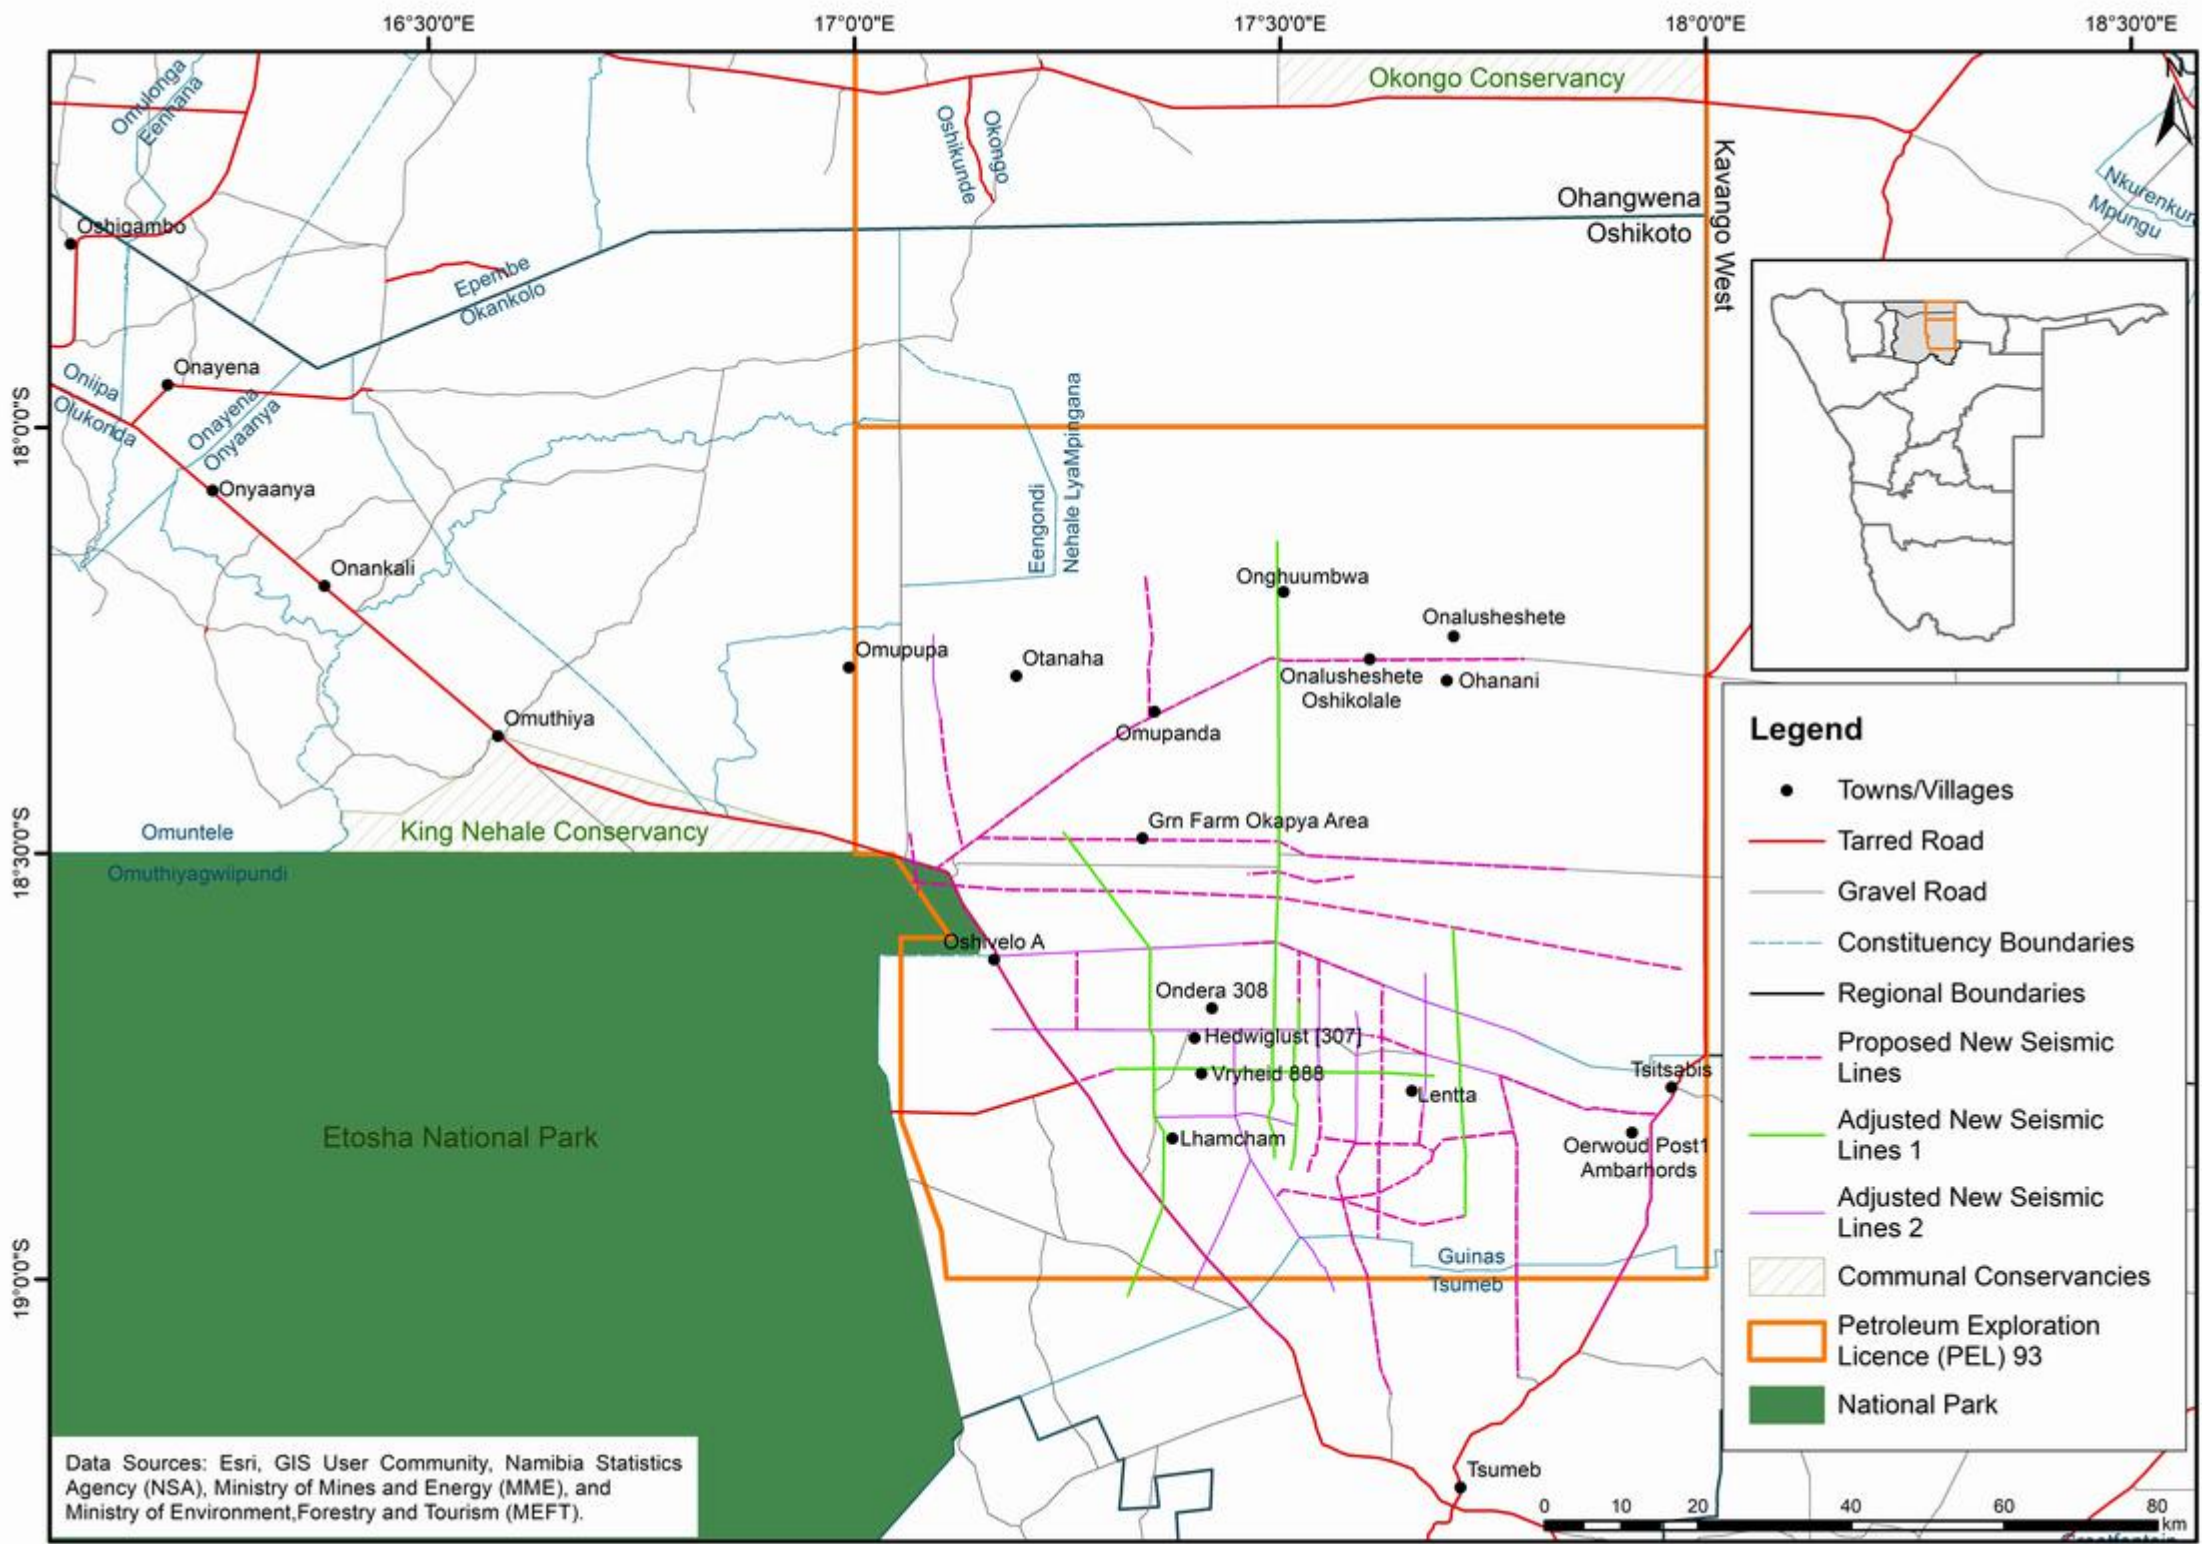 16°30'0"E
17°0'0"E
17°30'0"E
18°0'0"E
18°30'0"E
Omulonga
Eenhana
Okongo Conservancy
Oshikunde
Okongo
Kavango West
Nkurenkur
Mpungu
N
Ohangwena
Oshikoto
Oshigambo
Epembe
Okankolo
Onayena
Oniipa
Olukonda
Onayena
Onyaanya
18°0'0"S
Onyaanya
Eengondi
Nehale LyaMpingana
Onankali
Onghuumbwa
Onalusheshete
Omupupa
Otanaha
Onalusheshete
Oshikolale
Ohanani
Omuthiya
Omupanda
Grn Farm Okapya Area
Omuntele
King Nehale Conservancy
18°30'0"S
Omuthiyagwiipundi
Oshivelo A
Ondera 308
Hedwiglust [307]
Vryheid 888
Tsitsabis
Lentta
Etosha National Park
Lhamcham
Oerwoud Post1
Ambarhords
Guinas
Tsumeb
19°0'0"S
Tsumeb
Legend
Towns/Villages
Tarred Road
Gravel Road
Constituency Boundaries
Regional Boundaries
Proposed New Seismic
Lines
Adjusted New Seismic
Lines 1
Adjusted New Seismic
Lines 2
Communal Conservancies
Petroleum Exploration
Licence (PEL) 93
National Park
Data Sources: Esri, GIS User Community, Namibia Statistics
Agency (NSA), Ministry of Mines and Energy (MME), and
Ministry of Environment,Forestry and Tourism (MEFT).
0 10 20 40 60 80
km